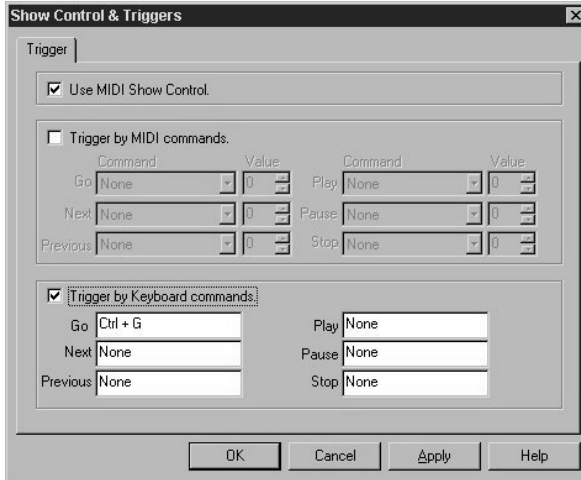 Show Control & Triggers
Trigger
Use MIDI Show Control.
Trigger by MIDI commands.
Command Value Command Value
Go None 0 Play None 0
Next None 0 Pause None 0
Previous None 0 Stop None 0
Trigger by Keyboard commands.
Go Ctrl + G Play None
Next None Pause None
Previous None Stop None
OK Cancel Apply Help